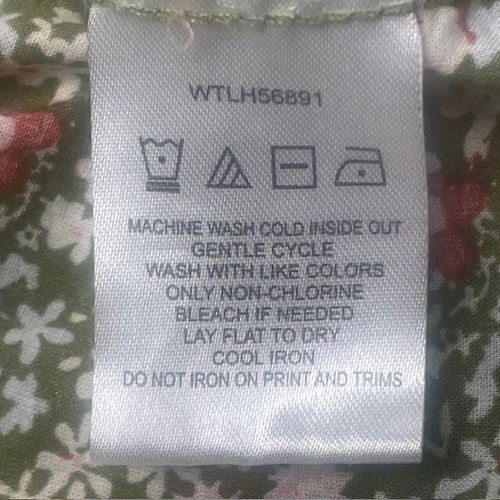 WTLH56891
MACHINE WASH COLD INSIDE OUT
GENTLE CYCLE
WASH WITH LIKE COLORS
ONLY NON-CHLORINE
BLEACH IF NEEDED
LAY FLAT TO DRY
COOL IRON
DO NOT IRON ON PRINT AND TRIMS